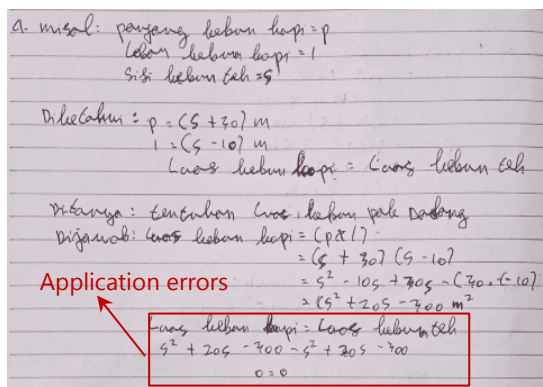 a. misal: panjang kebun kopi = p
lebar kebun kopi = l
sisi kebun teh = s
Diketahui: p = (s + 30) m
l = (s - 10) m
Luas kebun kopi = Luas kebun teh
Ditanya: tentukan luas kebun pak Dadang
Dijawab: Luas kebun kopi = (p x l)
= (s + 30) (s - 10)
= s² - 10s + 30s - (30. (-10)
= (s² + 20s - 300 m²
Application errors
Luas kebun kopi = Luas kebun teh
s² + 20s - 300 - s² + 20s - 300
0 = 0